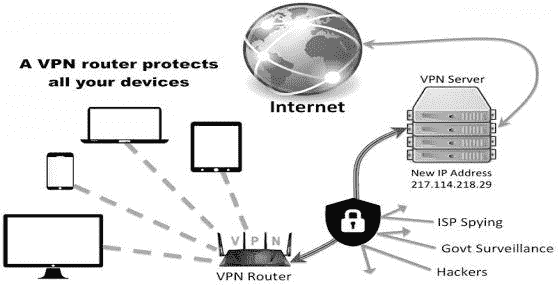 A VPN router protects
all your devices
Internet
VPN Server
New IP Address
217.114.218.29
ISP Spying
Govt Surveillance
Hackers
V P N
VPN Router